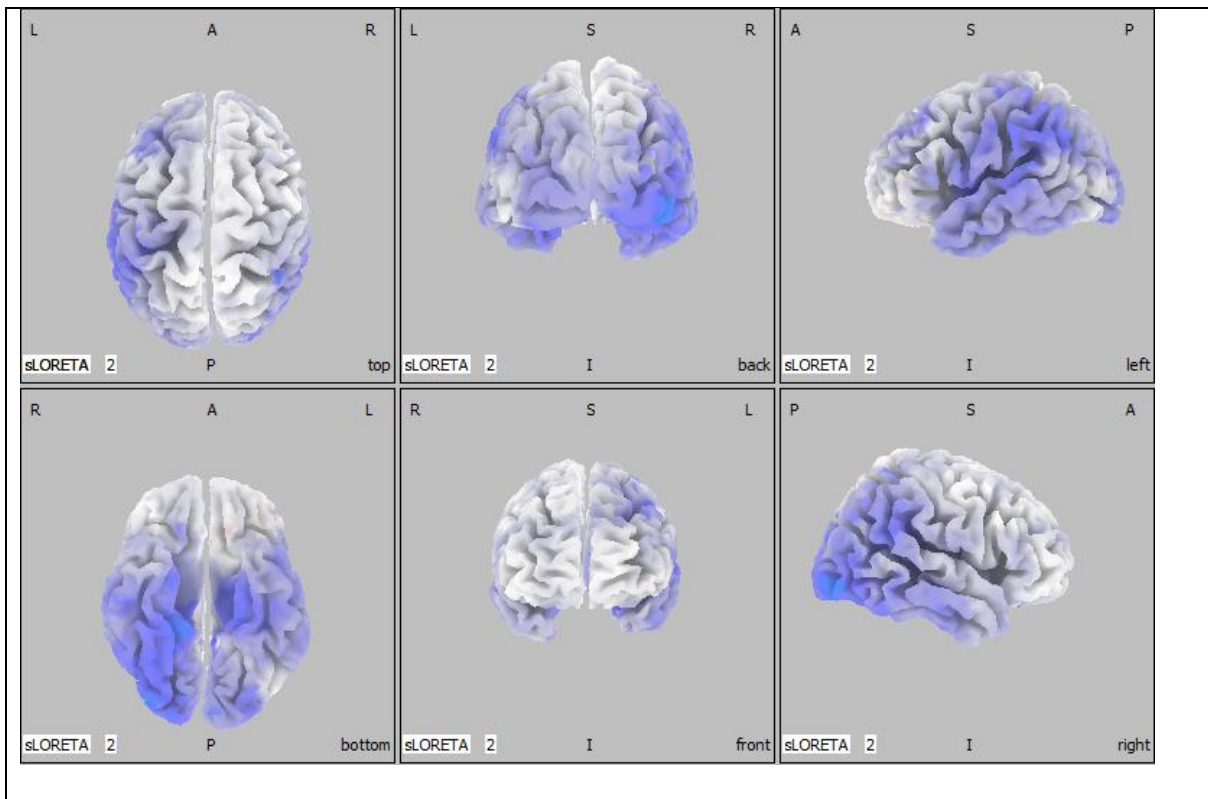 L A R
sLORETA 2 P top
L S R
sLORETA 2 I back
A S P
sLORETA 2 I left
R A L
sLORETA 2 P bottom
R S L
sLORETA 2 I front
P S A
sLORETA 2 I right